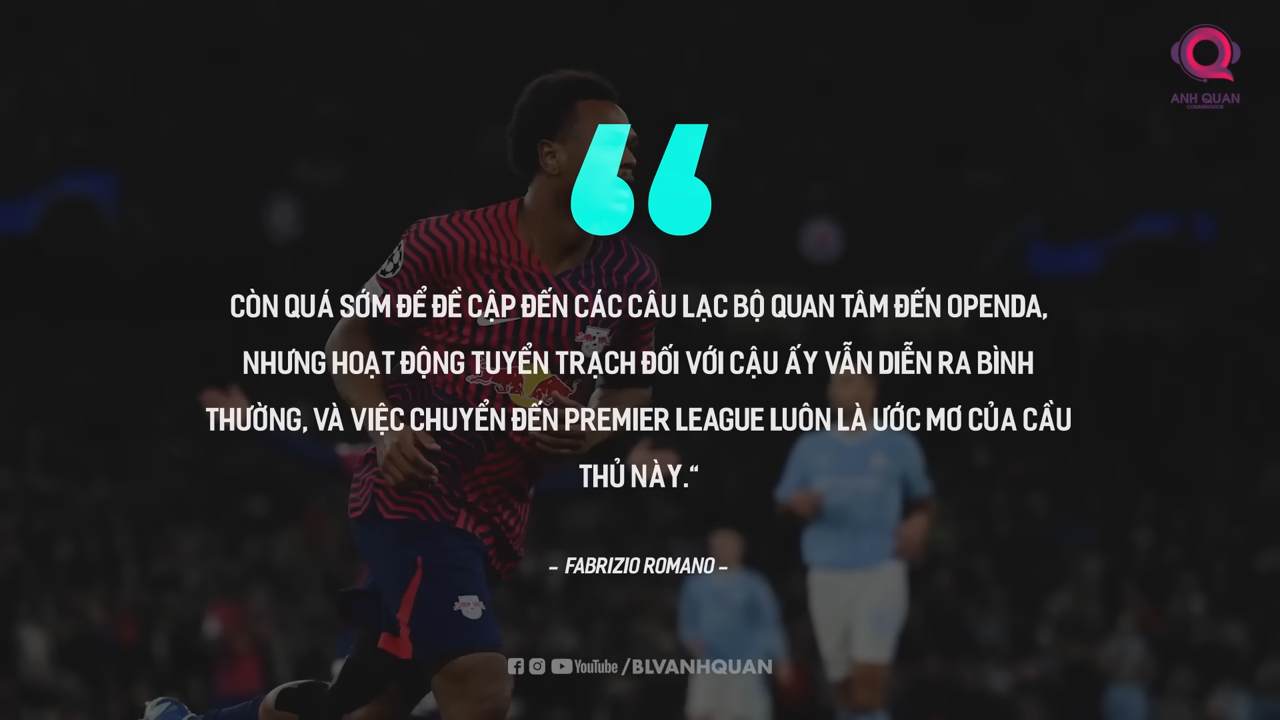 ANH QUAN
COMMENTATOR
CÒN QUÁ SỚM ĐỂ ĐỀ CẬP ĐẾN CÁC CÂU LẠC BỘ QUAN TÂM ĐẾN OPENDA,
NHƯNG HOẠT ĐỘNG TUYỂN TRẠCH ĐỐI VỚI CẬU ẤY VẪN DIỄN RA BÌNH
THƯỜNG, VÀ VIỆC CHUYỂN ĐẾN PREMIER LEAGUE LUÔN LÀ ƯỚC MƠ CỦA CẦU
THỦ NÀY.“
– FABRIZIO ROMANO –
YouTube /BLVANHQUAN